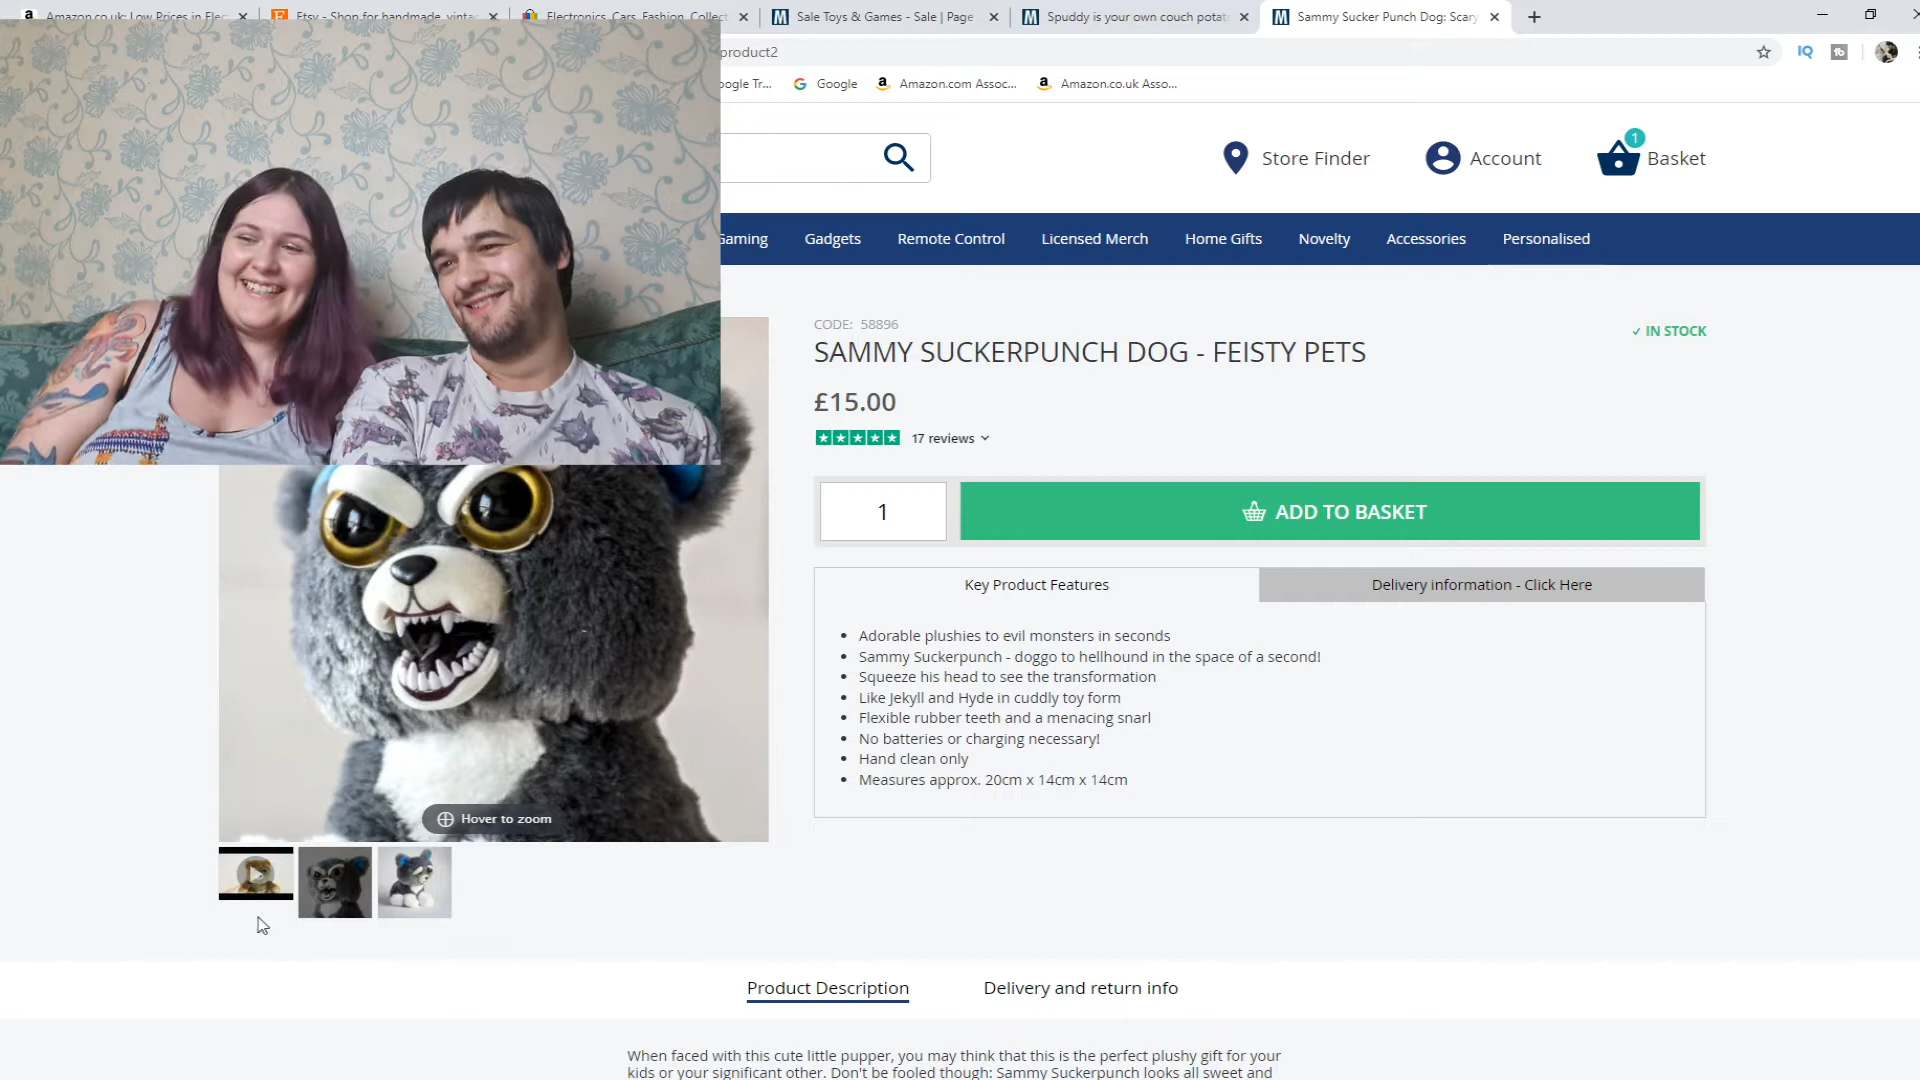 Amazon.co.uk: Low Prices in Elec
Etsy - Shop for handmade, vintag
Electronics, Cars, Fashion, Collect
Sale Toys & Games - Sale | Page
Spuddy is your own couch potat
Sammy Sucker Punch Dog: Scary
product2
IQ
oogle Tr...
Google
Amazon.com Assoc...
Amazon.co.uk Asso...
Store Finder
Account
1
Basket
Gaming
Gadgets
Remote Control
Licensed Merch
Home Gifts
Novelty
Accessories
Personalised
CODE: 58896
IN STOCK
SAMMY SUCKERPUNCH DOG - FEISTY PETS
£15.00
17 reviews
1
ADD TO BASKET
Key Product Features
Delivery information - Click Here
• Adorable plushies to evil monsters in seconds
• Sammy Suckerpunch - doggo to hellhound in the space of a second!
• Squeeze his head to see the transformation
• Like Jekyll and Hyde in cuddly toy form
• Flexible rubber teeth and a menacing snarl
• No batteries or charging necessary!
• Hand clean only
• Measures approx. 20cm x 14cm x 14cm
Hover to zoom
Product Description
Delivery and return info
When faced with this cute little pupper, you may think that this is the perfect plushy gift for your
kids or your significant other. Don't be fooled though: Sammy Suckerpunch looks all sweet and